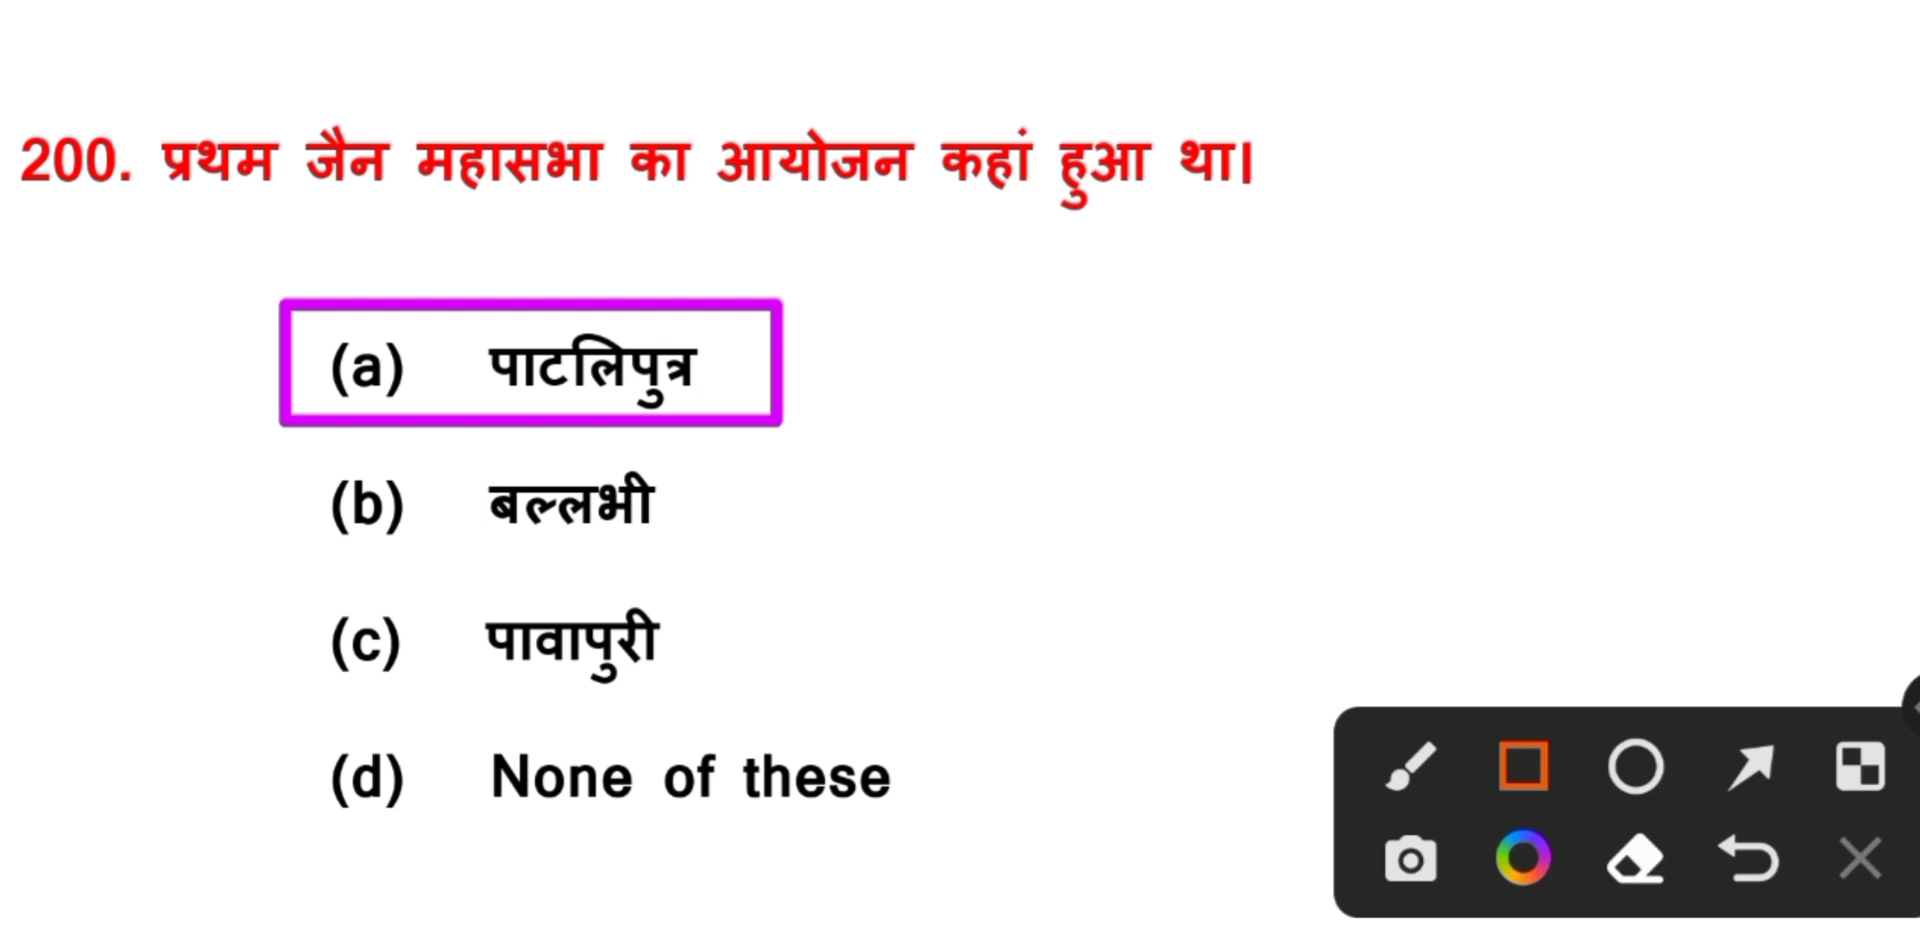 200. प्रथम जैन महासभा का आयोजन कहां हुआ था।
(a) पाटलिपुत्र
(b) बल्लभी
(c) पावापुरी
(d) None of these